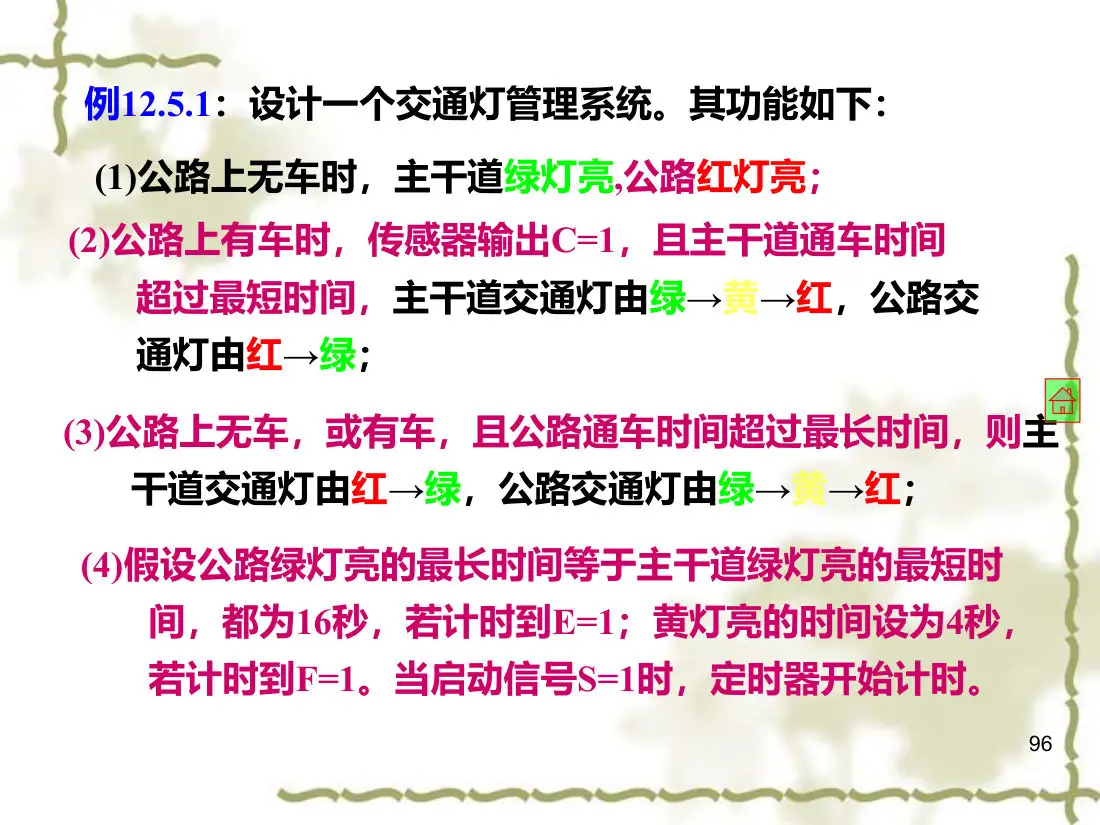 例12.5.1：设计一个交通灯管理系统。其功能如下：
(1)公路上无车时，主干道绿灯亮,公路红灯亮；
(2)公路上有车时，传感器输出C=1，且主干道通车时间
超过最短时间，主干道交通灯由绿→黄→红，公路交
通灯由红→绿；
(3)公路上无车，或有车，且公路通车时间超过最长时间，则主
干道交通灯由红→绿，公路交通灯由绿→黄→红；
(4)假设公路绿灯亮的最长时间等于主干道绿灯亮的最短时
间，都为16秒，若计时到E=1；黄灯亮的时间设为4秒，
若计时到F=1。当启动信号S=1时，定时器开始计时。
96